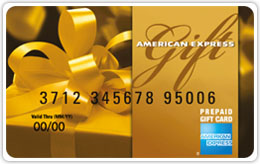 Gift
AMERICAN EXPRESS
3712 345678 95006
Valid Thru (MM/YY)
00/00
PREPAID
GIFT CARD
AMERICAN
EXPRESS